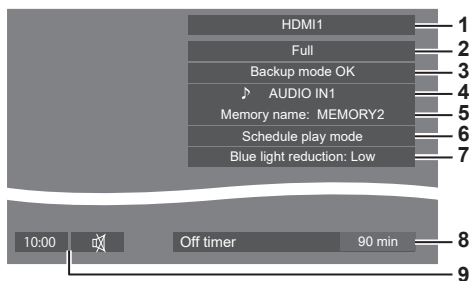 HDMI1 1
Full 2
Backup mode OK 3
♪ AUDIO IN1 4
Memory name: MEMORY2 5
Schedule play mode 6
Blue light reduction: Low 7
10:00 Off timer 90 min 8
9